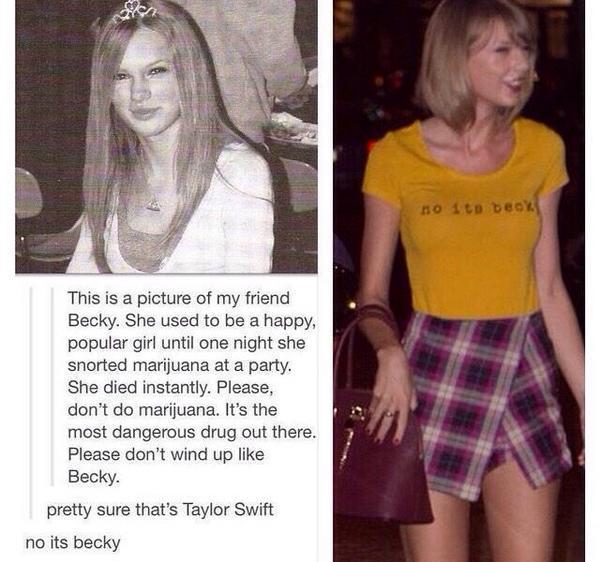 This is a picture of my friend
Becky. She used to be a happy,
popular girl until one night she
snorted marijuana at a party.
She died instantly. Please,
don't do marijuana. It's the
most dangerous drug out there.
Please don't wind up like
Becky.
pretty sure that's Taylor Swift
no its becky
no its beck